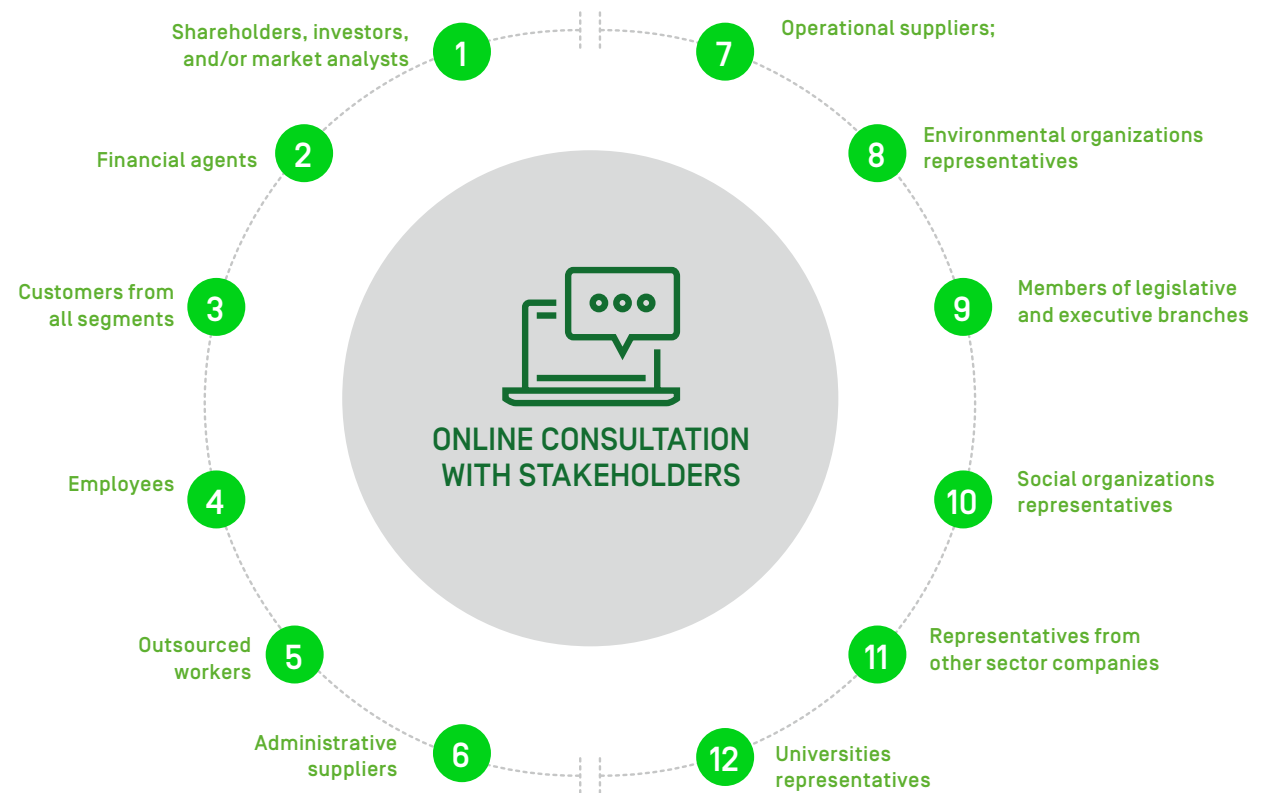 1
Shareholders, investors,
and/or market analysts
2
Financial agents
3
Customers from
all segments
4
Employees
5
Outsourced
workers
6
Administrative
suppliers
7
Operational suppliers;
8
Environmental organizations
representatives
9
Members of legislative
and executive branches
10
Social organizations
representatives
11
Representatives from
other sector companies
12
Universities
representatives
ONLINE CONSULTATION
WITH STAKEHOLDERS